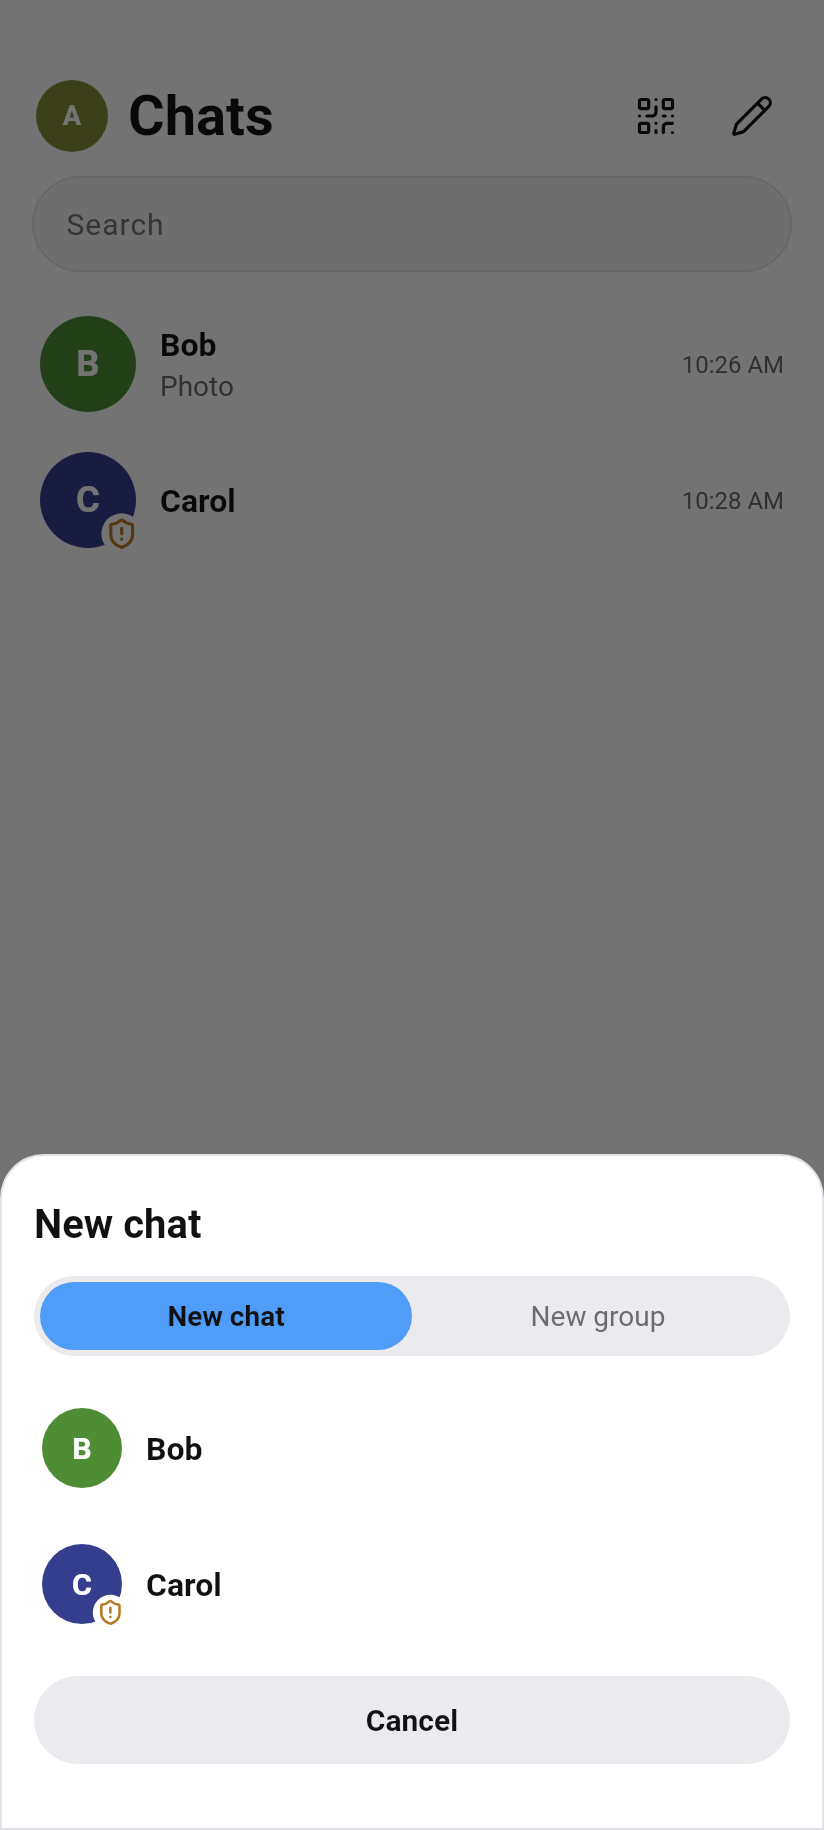 A
Chats
Search
B
Bob
Photo
10:26 AM
C
Carol
10:28 AM
New chat
New chat
New group
B
Bob
C
Carol
Cancel